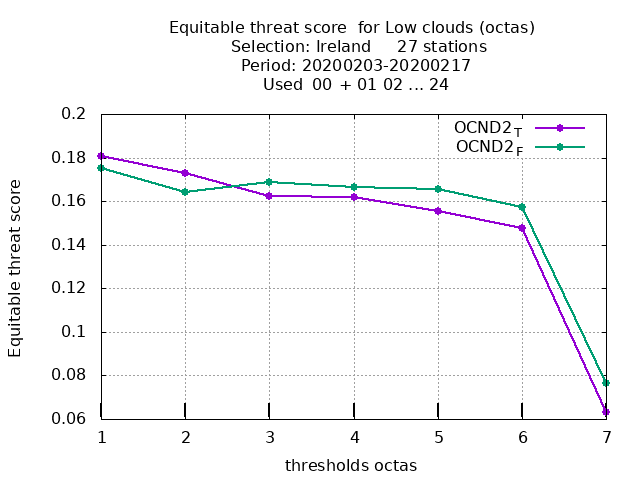 Equitable threat score for Low clouds (octas)
Selection: Ireland 27 stations
Period: 20200203-20200217
Used 00 + 01 02 ... 24
OCND2T
OCND2F
Equitable threat score
0.2
0.18
0.16
0.14
0.12
0.1
0.08
0.06
1 2 3 4 5 6 7
thresholds octas